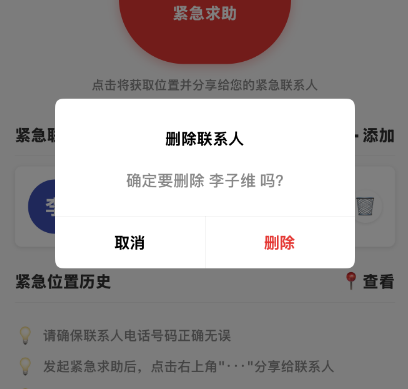 紧急求助
点击将获取位置并分享给您的紧急联系人
紧急联
添加
删除联系人
确定要删除 李子维 吗?
李
取消
删除
紧急位置历史
查看
请确保联系人电话号码正确无误
发起紧急求助后，点击右上角"···"分享给联系人